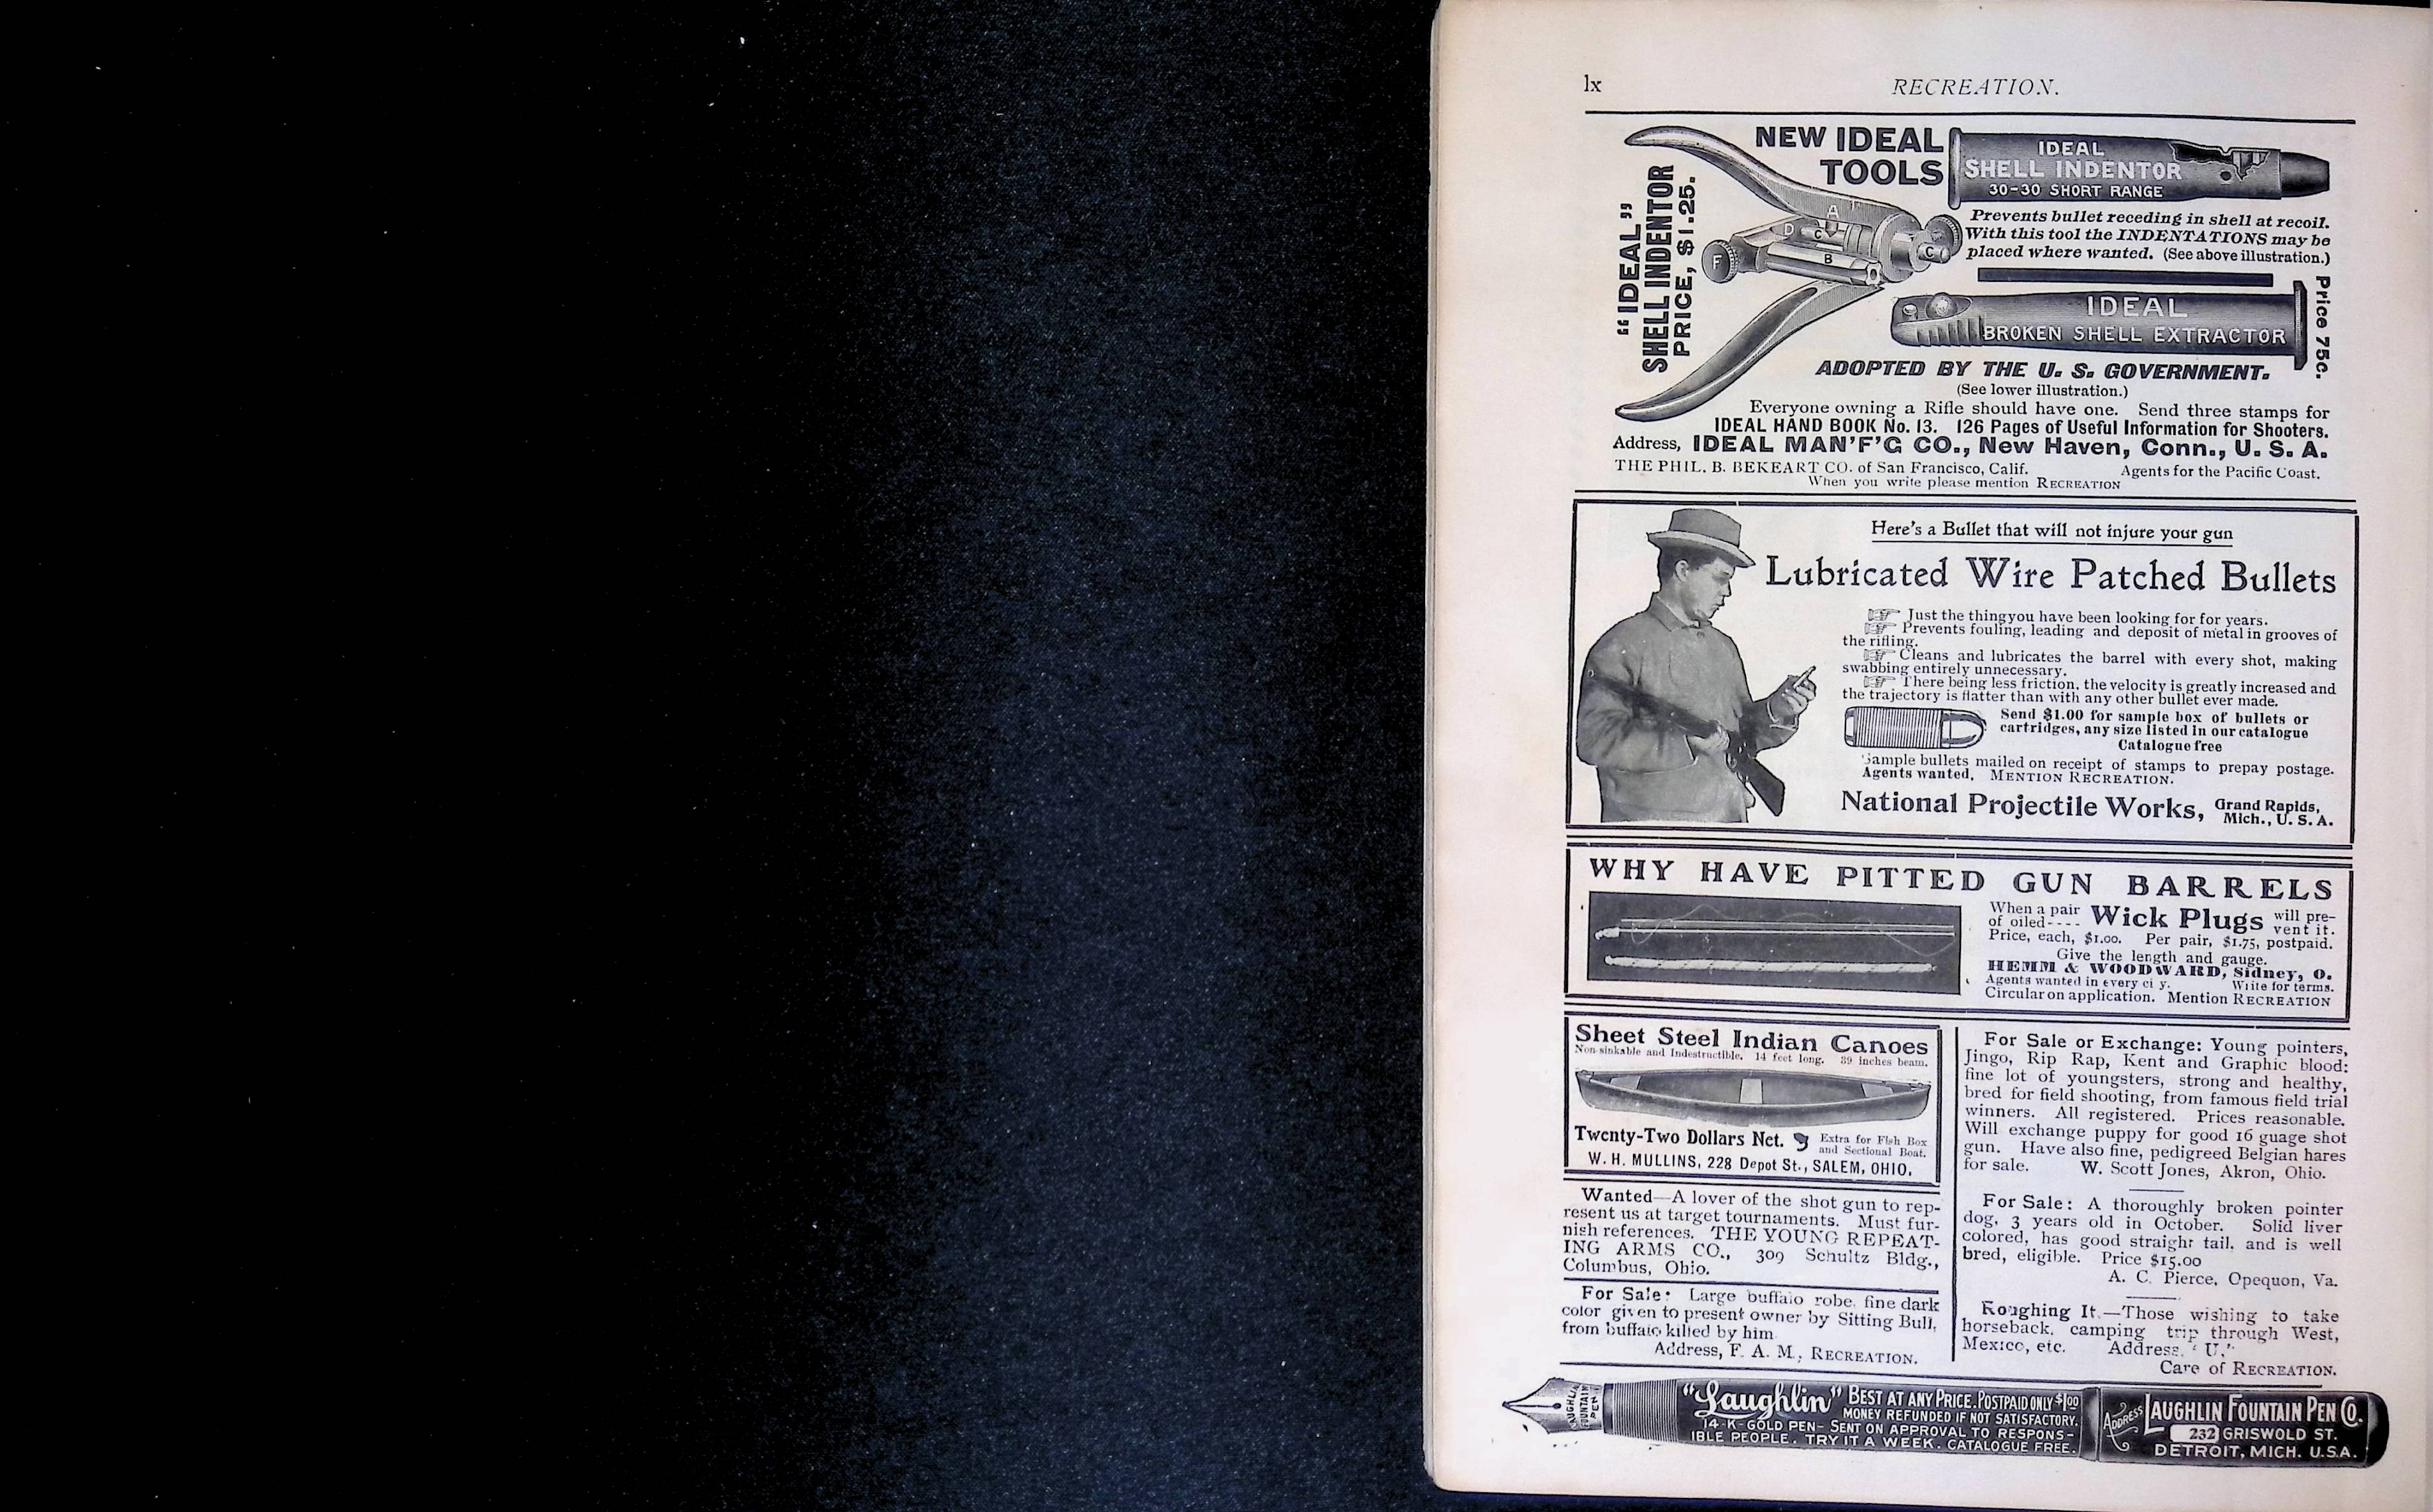 lx
RECREATION.
NEW IDEAL
TOOLS
"IDEAL"
SHELL INDENTOR
PRICE, $1.25.
IDEAL
SHELL INDENTOR
30-30 SHORT RANGE
A
D
C
B
C
F
Prevents bullet receding in shell at recoil.
With this tool the INDENTATIONS may be
placed where wanted. (See above illustration.)
IDEAL
BROKEN SHELL EXTRACTOR
Price 75c.
ADOPTED BY THE U. S. GOVERNMENT.
(See lower illustration.)
Everyone owning a Rifle should have one. Send three stamps for
IDEAL HAND BOOK No. 13. 126 Pages of Useful Information for Shooters.
Address, IDEAL MAN'F'G CO., New Haven, Conn., U. S. A.
THE PHIL. B. BEKEART CO. of San Francisco, Calif. Agents for the Pacific Coast.
When you write please mention RECREATION
Here's a Bullet that will not injure your gun
Lubricated Wire Patched Bullets
☞ Just the thing you have been looking for for years.
☞ Prevents fouling, leading and deposit of metal in grooves of
the rifling.
☞ Cleans and lubricates the barrel with every shot, making
swabbing entirely unnecessary.
☞ There being less friction, the velocity is greatly increased and
the trajectory is flatter than with any other bullet ever made.
Send $1.00 for sample box of bullets or
cartridges, any size listed in our catalogue
Catalogue free
Sample bullets mailed on receipt of stamps to prepay postage.
Agents wanted, MENTION RECREATION.
National Projectile Works, Grand Rapids,
Mich., U. S. A.
WHY HAVE PITTED GUN BARRELS
When a pair
of oiled---- Wick Plugs will pre-
vent it.
Price, each, $1.00. Per pair, $1.75, postpaid.
Give the length and gauge.
HEMM & WOODWARD, Sidney, O.
Agents wanted in every ci y. Write for terms.
Circular on application. Mention RECREATION
Sheet Steel Indian Canoes
Non-sinkable and Indestructible. 14 feet long. 39 inches beam.
Twenty-Two Dollars Net. Extra for Fish Box
and Sectional Boat.
W. H. MULLINS, 228 Depot St., SALEM, OHIO.
Wanted—A lover of the shot gun to rep-
resent us at target tournaments. Must fur-
nish references. THE YOUNG REPEAT-
ING ARMS CO., 309 Schultz Bldg.,
Columbus, Ohio.
For Sale: Large buffalo robe, fine dark
color given to present owner by Sitting Bull,
from buffalo killed by him
Address, F. A. M., RECREATION.
For Sale or Exchange: Young pointers,
Jingo, Rip Rap, Kent and Graphic blood:
fine lot of youngsters, strong and healthy,
bred for field shooting, from famous field trial
winners. All registered. Prices reasonable.
Will exchange puppy for good 16 guage shot
gun. Have also fine, pedigreed Belgian hares
for sale. W. Scott Jones, Akron, Ohio.
For Sale: A thoroughly broken pointer
dog, 3 years old in October. Solid liver
colored, has good straight tail, and is well
bred, eligible. Price $15.00
A. C. Pierce, Opequon, Va.
Roughing It.—Those wishing to take
horseback, camping trip through West,
Mexico, etc. Address, "U."
Care of RECREATION.
LAUGHLIN
FOUNTAIN
PEN
"Laughlin" BEST AT ANY PRICE. POSTPAID ONLY $1.00
MONEY REFUNDED IF NOT SATISFACTORY.
14-K-GOLD PEN- SENT ON APPROVAL TO RESPONS-
IBLE PEOPLE. TRY IT A WEEK. CATALOGUE FREE.
ADDRESS LAUGHLIN FOUNTAIN PEN CO.
232 GRISWOLD ST.
DETROIT, MICH. U.S.A.